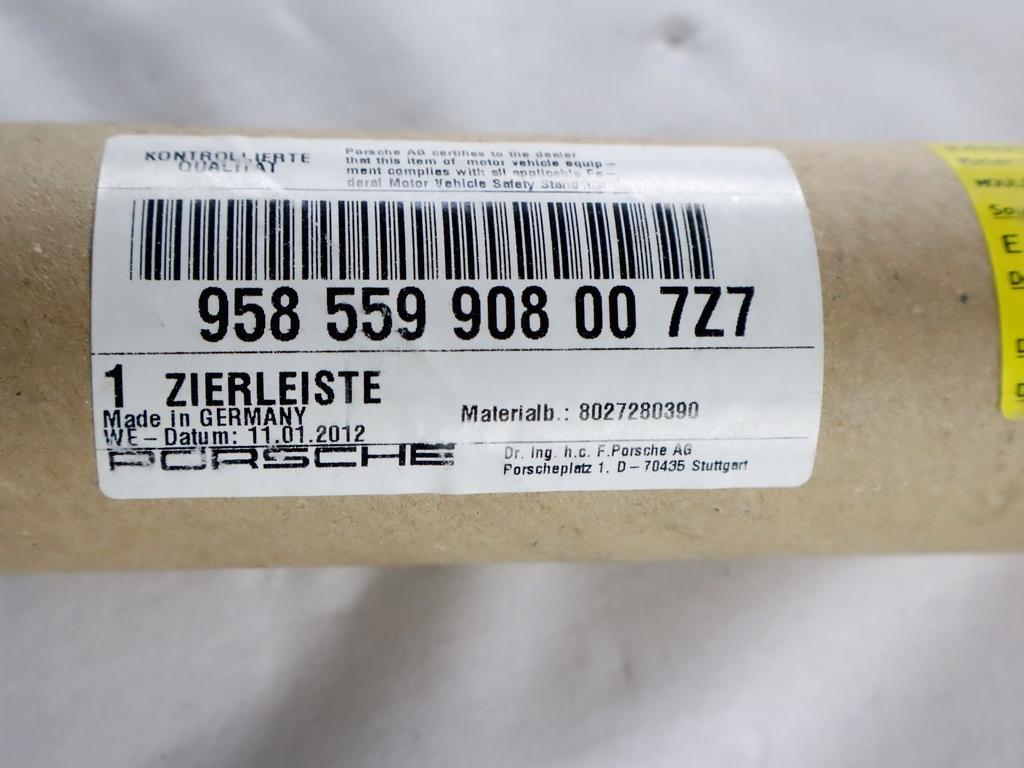 KONTROLLIERTE
QUALITÄT
Porsche AG certifies to the dealer
that this item of motor vehicle equip-
ment complies with all applicable Fe-
deral Motor Vehicle Safety
958 559 908 00 7Z7
1 ZIERLEISTE
Made in GERMANY
WE-Datum: 11.01.2012
Materialb.: 8027280390
PORSCHE
Dr. Ing. h.c. F.Porsche AG
Porscheplatz 1, D-70435 Stuttgart
E